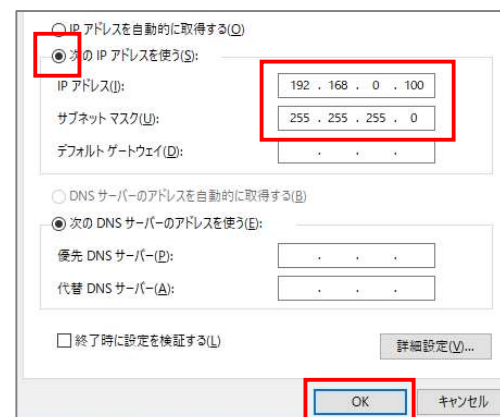 IP アドレスを自動的に取得する(O)
次の IP アドレスを使う(S):
IP アドレス(I): 192 . 168 . 0 . 100
サブネット マスク(U): 255 . 255 . 255 . 0
デフォルト ゲートウェイ(D): . . .
DNS サーバーのアドレスを自動的に取得する(B)
次の DNS サーバーのアドレスを使う(E):
優先 DNS サーバー(P): . . .
代替 DNS サーバー(A): . . .
終了時に設定を検証する(L)
詳細設定(V)...
OK キャンセル